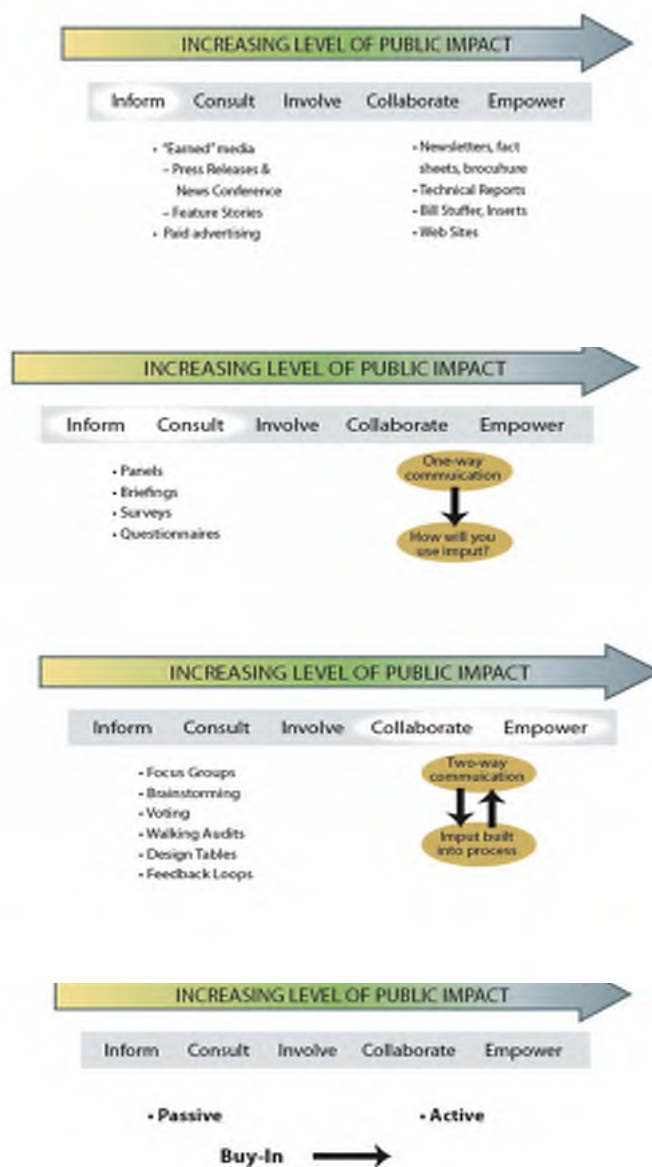 INCREASING LEVEL OF PUBLIC IMPACT
Inform Consult Involve Collaborate Empower
• "Earned" media
– Press Releases &
News Conference
– Feature Stories
• Paid advertising
• Newsletters, fact
sheets, brocuhure
• Technical Reports
• Bill Stuffer, Inserts
• Web Sites
INCREASING LEVEL OF PUBLIC IMPACT
Inform Consult Involve Collaborate Empower
• Panels
• Briefings
• Surveys
• Questionnaires
One-way
commuication
How will you
use imput?
INCREASING LEVEL OF PUBLIC IMPACT
Inform Consult Involve Collaborate Empower
• Focus Groups
• Brainstorming
• Voting
• Walking Audits
• Design Tables
• Feedback Loops
Two-way
commuication
Imput built
into process
INCREASING LEVEL OF PUBLIC IMPACT
Inform Consult Involve Collaborate Empower
• Passive • Active
Buy-In